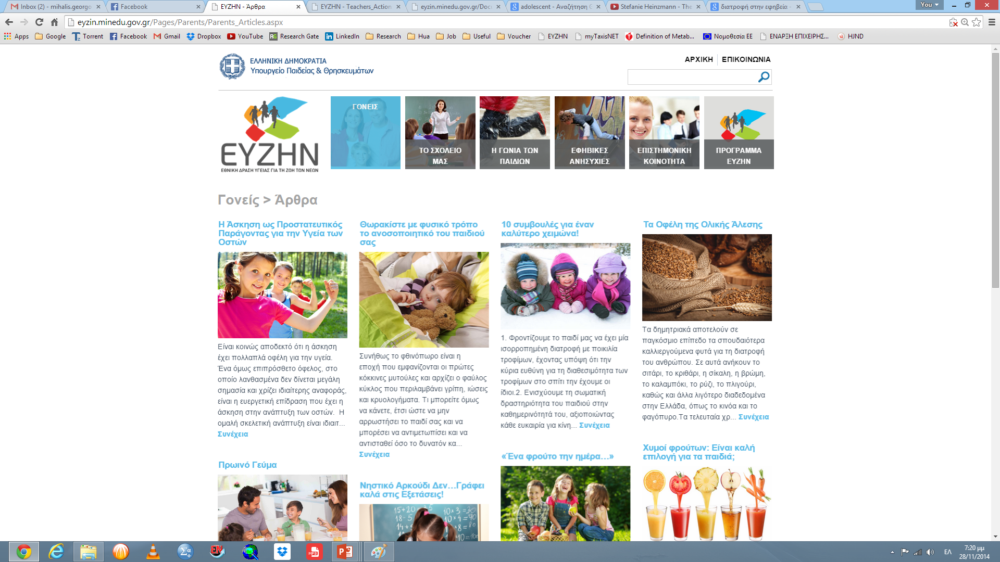 Inbox (2) - mihalis.georgo
Facebook
ΕΥΖΗΝ - Άρθρα
ΕΥΖΗΝ - Teachers_Action
eyzin.minedu.gov.gr/Docu
adolescent - Αναζήτηση G
Stefanie Heinzmann - The
διατροφή στην εφηβεία -
You
eyzin.minedu.gov.gr/Pages/Parents/Parents_Articles.aspx
Apps Google Torrent Facebook Gmail Dropbox YouTube Research Gate LinkedIn Research Hua Job Useful Voucher ΕΥΖΗΝ myTaxisNET Definition of Metab... Νομοθεσία ΕΕ ΕΝΑΡΞΗ ΕΠΙΧΕΙΡΗΣ... HJND
ΕΛΛΗΝΙΚΗ ΔΗΜΟΚΡΑΤΙΑ
Υπουργείο Παιδείας & Θρησκευμάτων
ΑΡΧΙΚΗ ΕΠΙΚΟΙΝΩΝΙΑ
ΕΥΖΗΝ
ΕΘΝΙΚΗ ΔΡΑΣΗ ΥΓΕΙΑΣ ΓΙΑ ΤΗ ΖΩΗ ΤΩΝ ΝΕΩΝ
ΓΟΝΕΙΣ
ΤΟ ΣΧΟΛΕΙΟ
ΜΑΣ
Η ΓΩΝΙΑ ΤΩΝ
ΠΑΙΔΙΩΝ
ΕΦΗΒΙΚΕΣ
ΑΝΗΣΥΧΙΕΣ
ΕΠΙΣΤΗΜΟΝΙΚΗ
ΚΟΙΝΟΤΗΤΑ
ΠΡΟΓΡΑΜΜΑ
ΕΥΖΗΝ
Γονείς > Άρθρα
Η Άσκηση ως Προστατευτικός
Παράγοντας για την Υγεία των
Οστών
Είναι κοινώς αποδεκτό ότι η άσκηση
έχει πολλαπλά οφέλη για την υγεία.
Ένα όμως επιπρόσθετο όφελος, στο
οποίο λανθασμένα δεν δίνεται μεγάλη
σημασία και χρίζει ιδιαίτερης αναφοράς,
είναι η ευεργετική επίδραση που έχει η
άσκηση στην ανάπτυξη των οστών. Η
ομαλή σκελετική ανάπτυξη είναι ιδιαιτ...
Συνέχεια
Πρωινό Γεύμα
Θωρακίστε με φυσικό τρόπο
το ανοσοποιητικό του παιδιού
σας
Συνήθως το φθινόπωρο είναι η
εποχή που εμφανίζονται οι πρώτες
κόκκινες μυτούλες και αρχίζει ο φαύλος
κύκλος που περιλαμβάνει γρίπη, ιώσεις
και κρυολογήματα. Τι μπορείτε όμως
να κάνετε, έτσι ώστε να μην
αρρωστήσει το παιδί σας και να
μπορέσει να αντιμετωπίσει και να
αντισταθεί όσο το δυνατόν κα...
Συνέχεια
Νηστικό Αρκούδι Δεν…Γράφει
καλά στις Εξετάσεις!
15+20
10×3=30
18-5
10×4=90
10 συμβουλές για έναν
καλύτερο χειμώνα!
1. Φροντίζουμε το παιδί μας να έχει μία
ισορροπημένη διατροφή με ποικιλία
τροφίμων, έχοντας υπόψη ότι την
κύρια ευθύνη για τη διαθεσιμότητα των
τροφίμων στο σπίτι την έχουμε οι
ίδιοι.2. Ενισχύουμε τη σωματική
δραστηριότητα του παιδιού στην
καθημερινότητά του, αξιοποιώντας
κάθε ευκαιρία για κίνη... Συνέχεια
«Ένα φρούτο την ημέρα…»
Τα Οφέλη της Ολικής Άλεσης
Τα δημητριακά αποτελούν σε
παγκόσμιο επίπεδο τα σπουδαιότερα
καλλιεργούμενα φυτά για τη διατροφή
του ανθρώπου. Σε αυτά ανήκουν το
σιτάρι, το κριθάρι, η σίκαλη, η βρώμη,
το καλαμπόκι, το ρύζι, το πλιγούρι,
καθώς και άλλα λιγότερο διαδεδομένα
στην Ελλάδα, όπως το κινόα και το
φαγόπυρο.Τα τελευταία χρ... Συνέχεια
Χυμοί φρούτων: Είναι καλή
επιλογή για τα παιδιά;
ΕΛ
7:20 μμ
28/11/2014